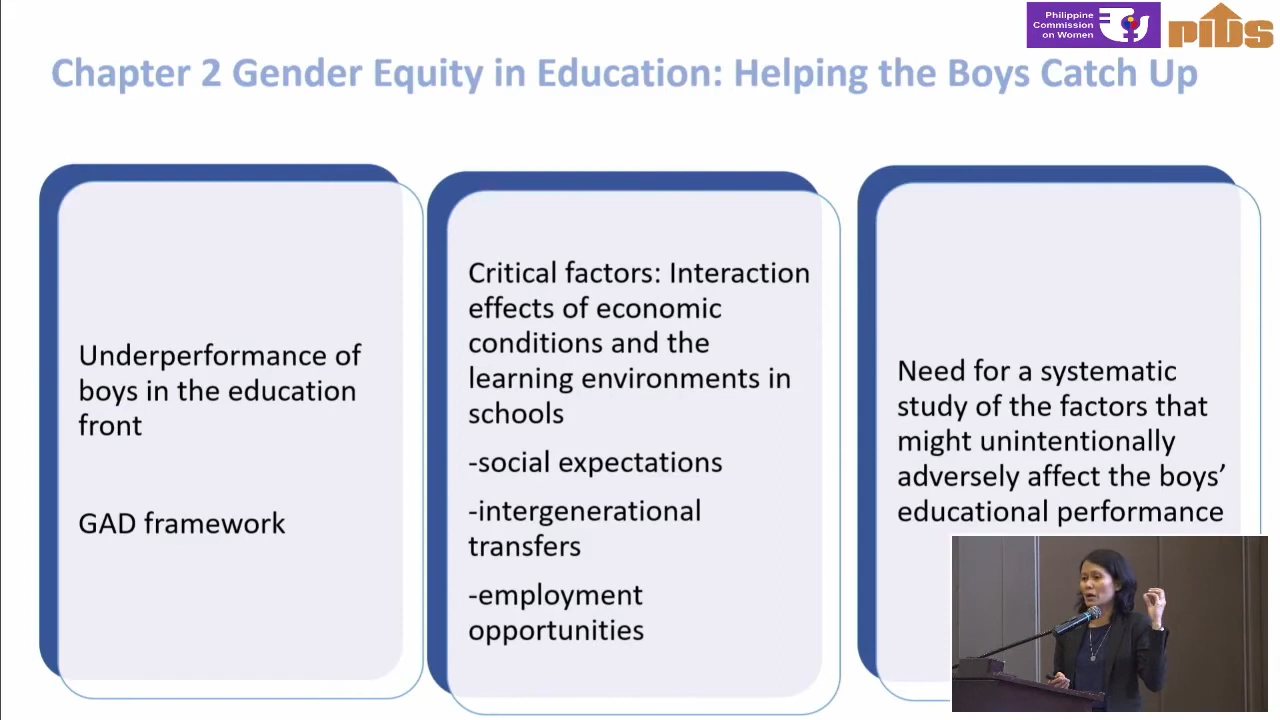 Philippine
Commission
on Women
PIDS
Chapter 2 Gender Equity in Education: Helping the Boys Catch Up
Underperformance of
boys in the education
front
GAD framework
Critical factors: Interaction
effects of economic
conditions and the
learning environments in
schools
-social expectations
-intergenerational
transfers
-employment
opportunities
Need for a systematic
study of the factors that
might unintentionally
adversely affect the boys’
educational performance